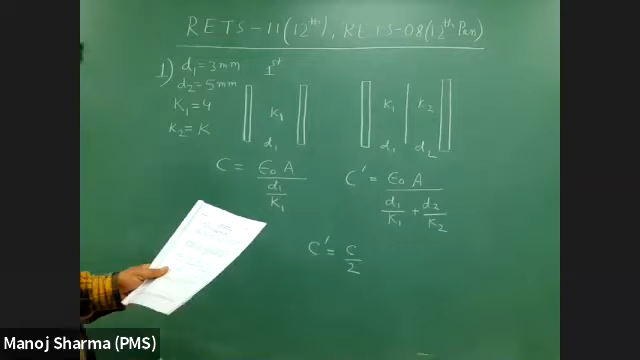 RETS-11(12th), RETS-08(12th Pan)
1) d₁=3mm 1st
d₂=5mm
K₁=4
K₂=K
K₁
d₁
K₁ K₂
d₁ d₂
C = ε₀ A / (d₁/K₁)
C' = ε₀ A / (d₁/K₁ + d₂/K₂)
C' = C/2
Manoj Sharma (PMS)